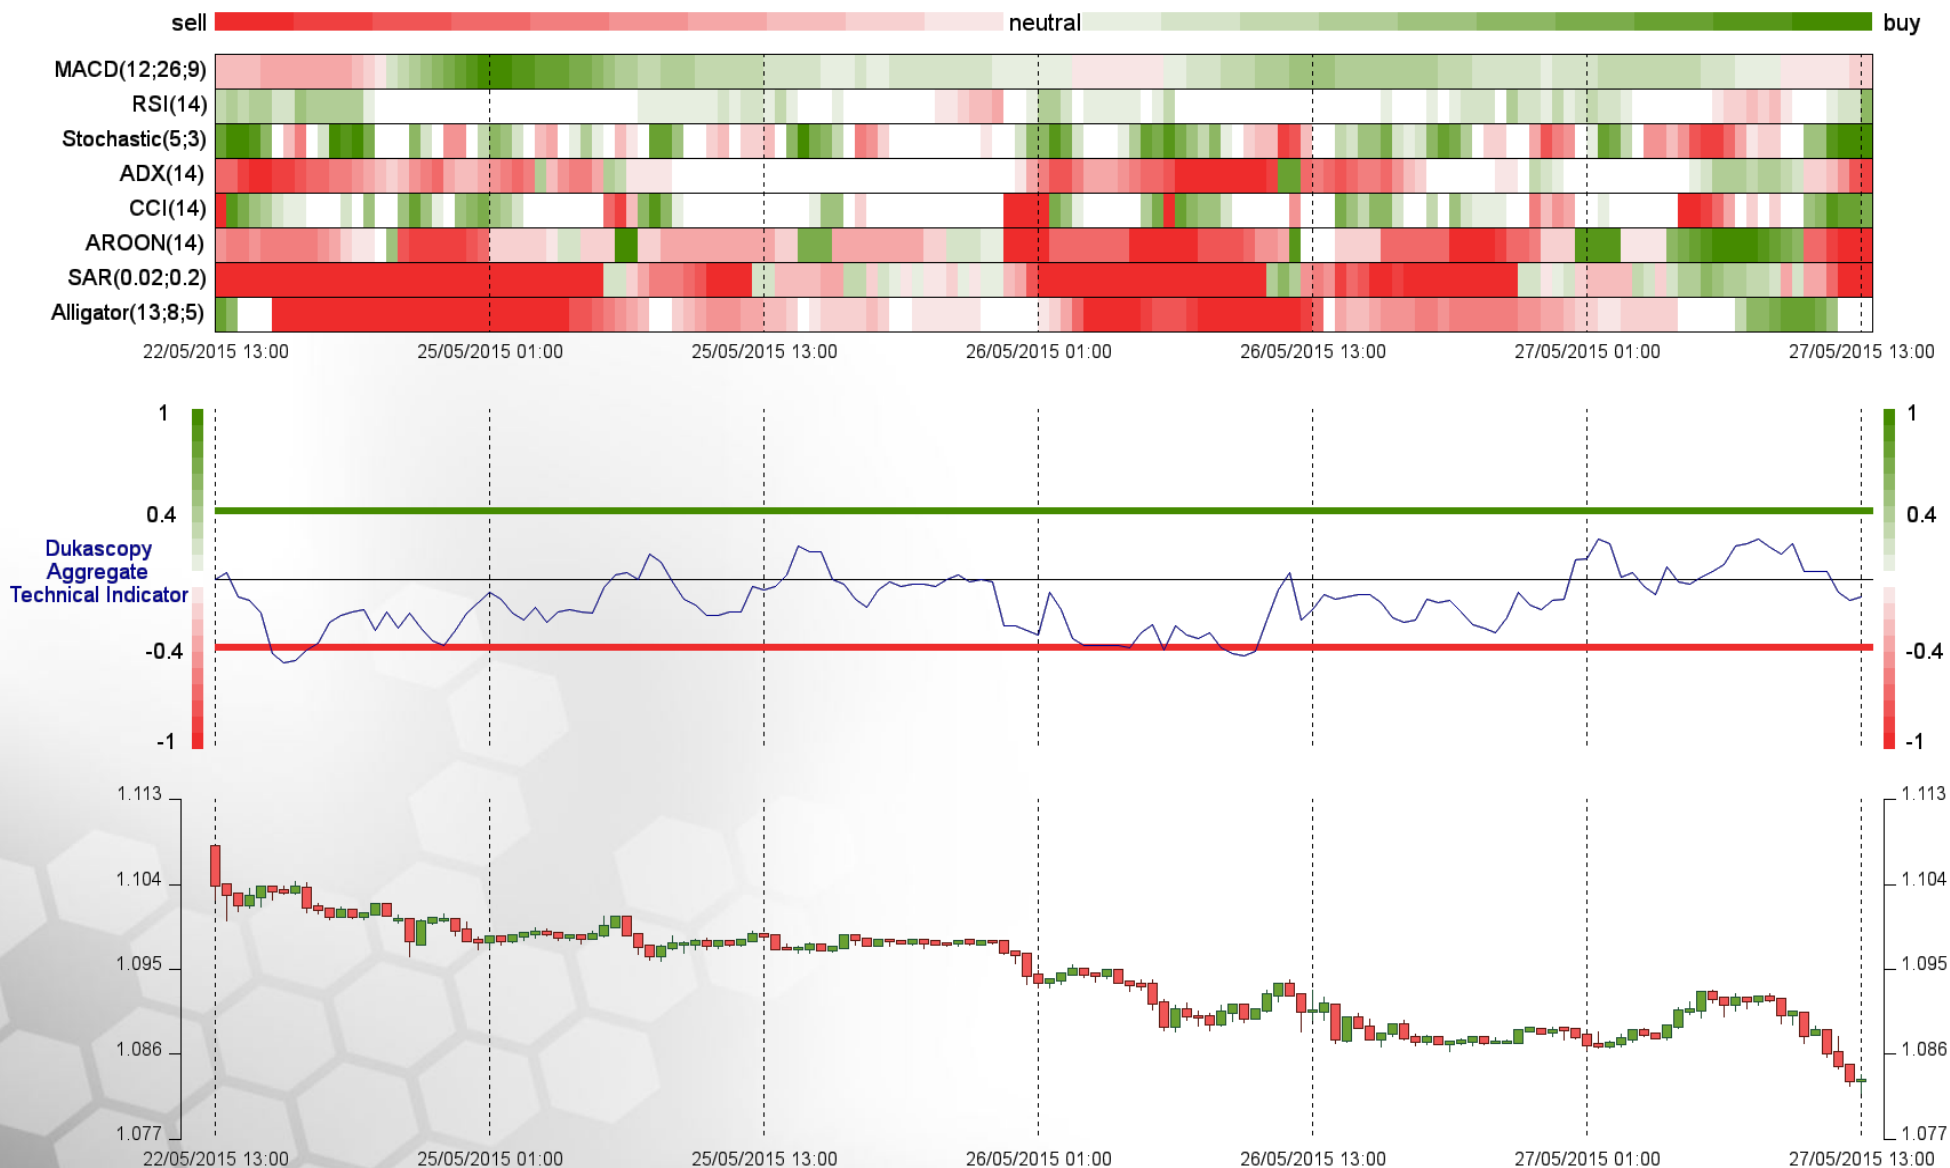 sell neutral buy
MACD(12;26;9)
RSI(14)
Stochastic(5;3)
ADX(14)
CCI(14)
AROON(14)
SAR(0.02;0.2)
Alligator(13;8;5)
22/05/2015 13:00 25/05/2015 01:00 25/05/2015 13:00 26/05/2015 01:00 26/05/2015 13:00 27/05/2015 01:00 27/05/2015 13:00
1 1
0.4 0.4
Dukascopy
Aggregate
Technical Indicator
-0.4 -0.4
-1 -1
1.113 1.113
1.104 1.104
1.095 1.095
1.086 1.086
1.077 1.077
22/05/2015 13:00 25/05/2015 01:00 25/05/2015 13:00 26/05/2015 01:00 26/05/2015 13:00 27/05/2015 01:00 27/05/2015 13:00